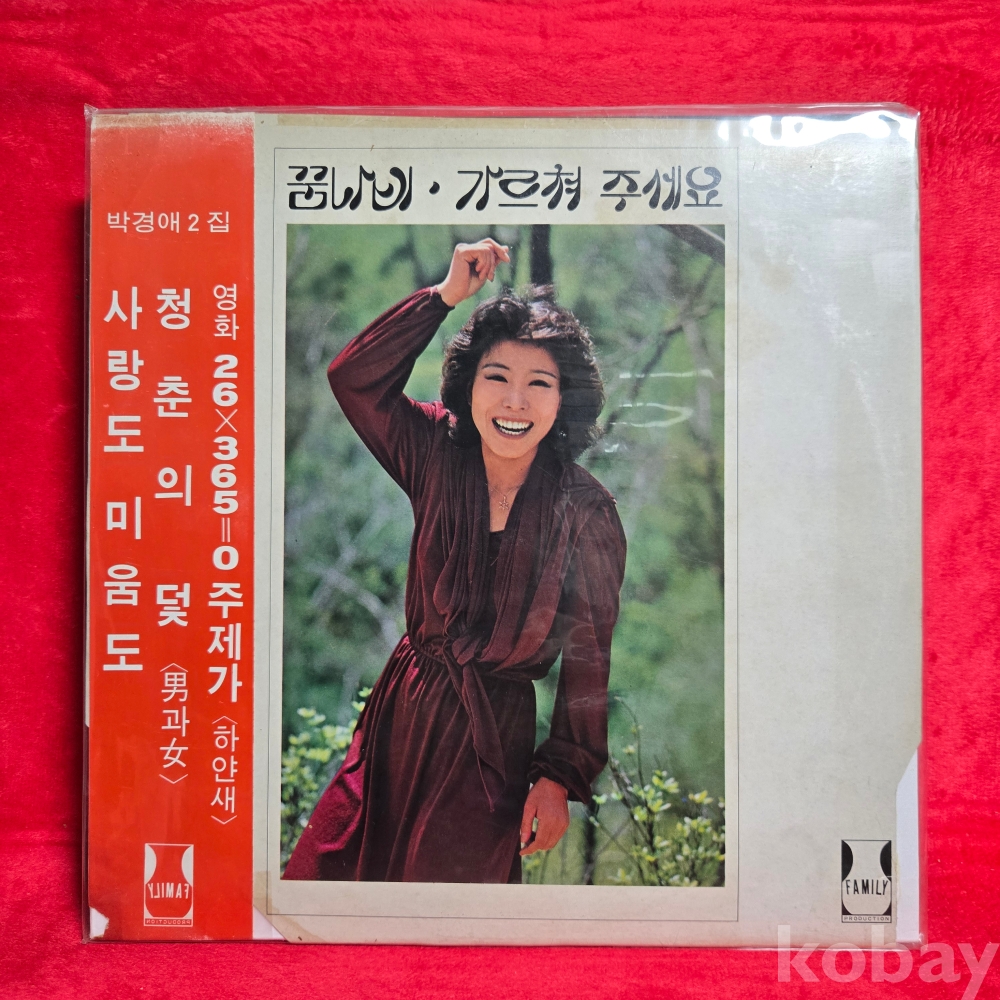 꿈나비 · 가르쳐 주세요
박경애 2 집
영화 26×365=0 주제가 〈하얀새〉
청춘의 덫 〈男과女〉
사랑도 미움도
FAMILY
PRODUCTION
FAMILY
PRODUCTION
kobay